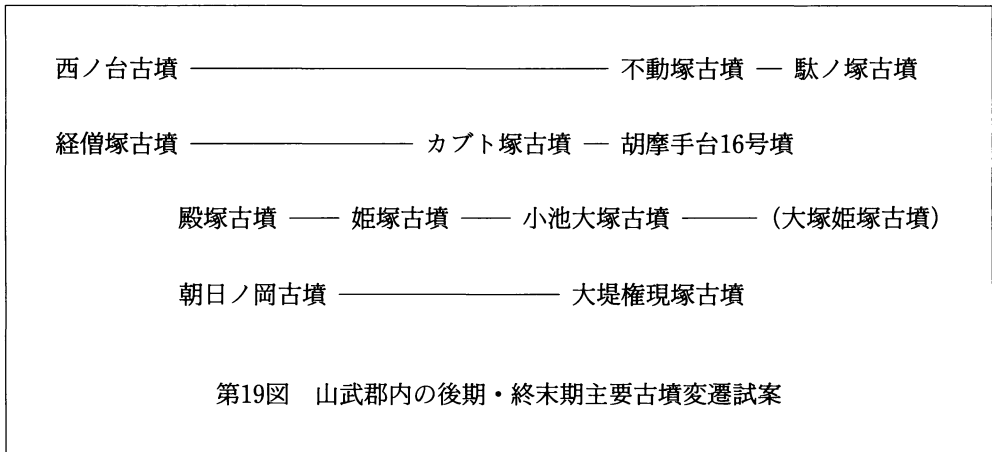 西ノ台古墳 ― 不動塚古墳 ― 駄ノ塚古墳
経僧塚古墳 ― カブト塚古墳 ― 胡摩手台16号墳
殿塚古墳 ― 姫塚古墳 ― 小池大塚古墳 ― (大塚姫塚古墳)
朝日ノ岡古墳 ― 大堤権現塚古墳
第19図 山武郡内の後期・終末期主要古墳変遷試案